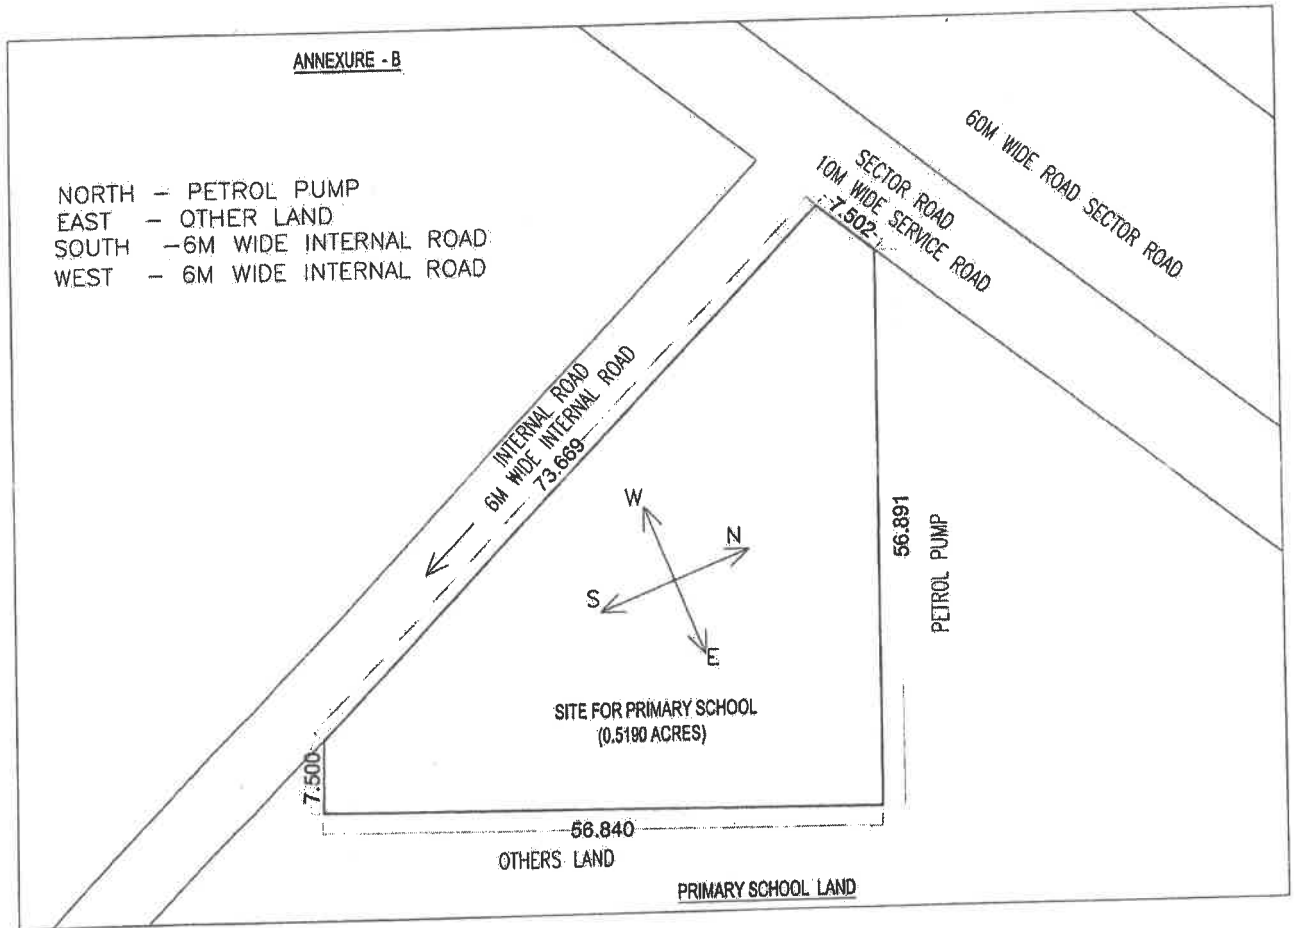 ANNEXURE - B
NORTH - PETROL PUMP
EAST - OTHER LAND
SOUTH -6M WIDE INTERNAL ROAD
WEST - 6M WIDE INTERNAL ROAD
60M WIDE ROAD SECTOR ROAD
SECTOR ROAD
10M WIDE SERVICE ROAD
7.502
INTERNAL ROAD
6M WIDE INTERNAL ROAD
73.669
W
N
S
E
56.891
PETROL PUMP
SITE FOR PRIMARY SCHOOL
(0.5190 ACRES)
7.500
56.840
OTHERS LAND
PRIMARY SCHOOL LAND